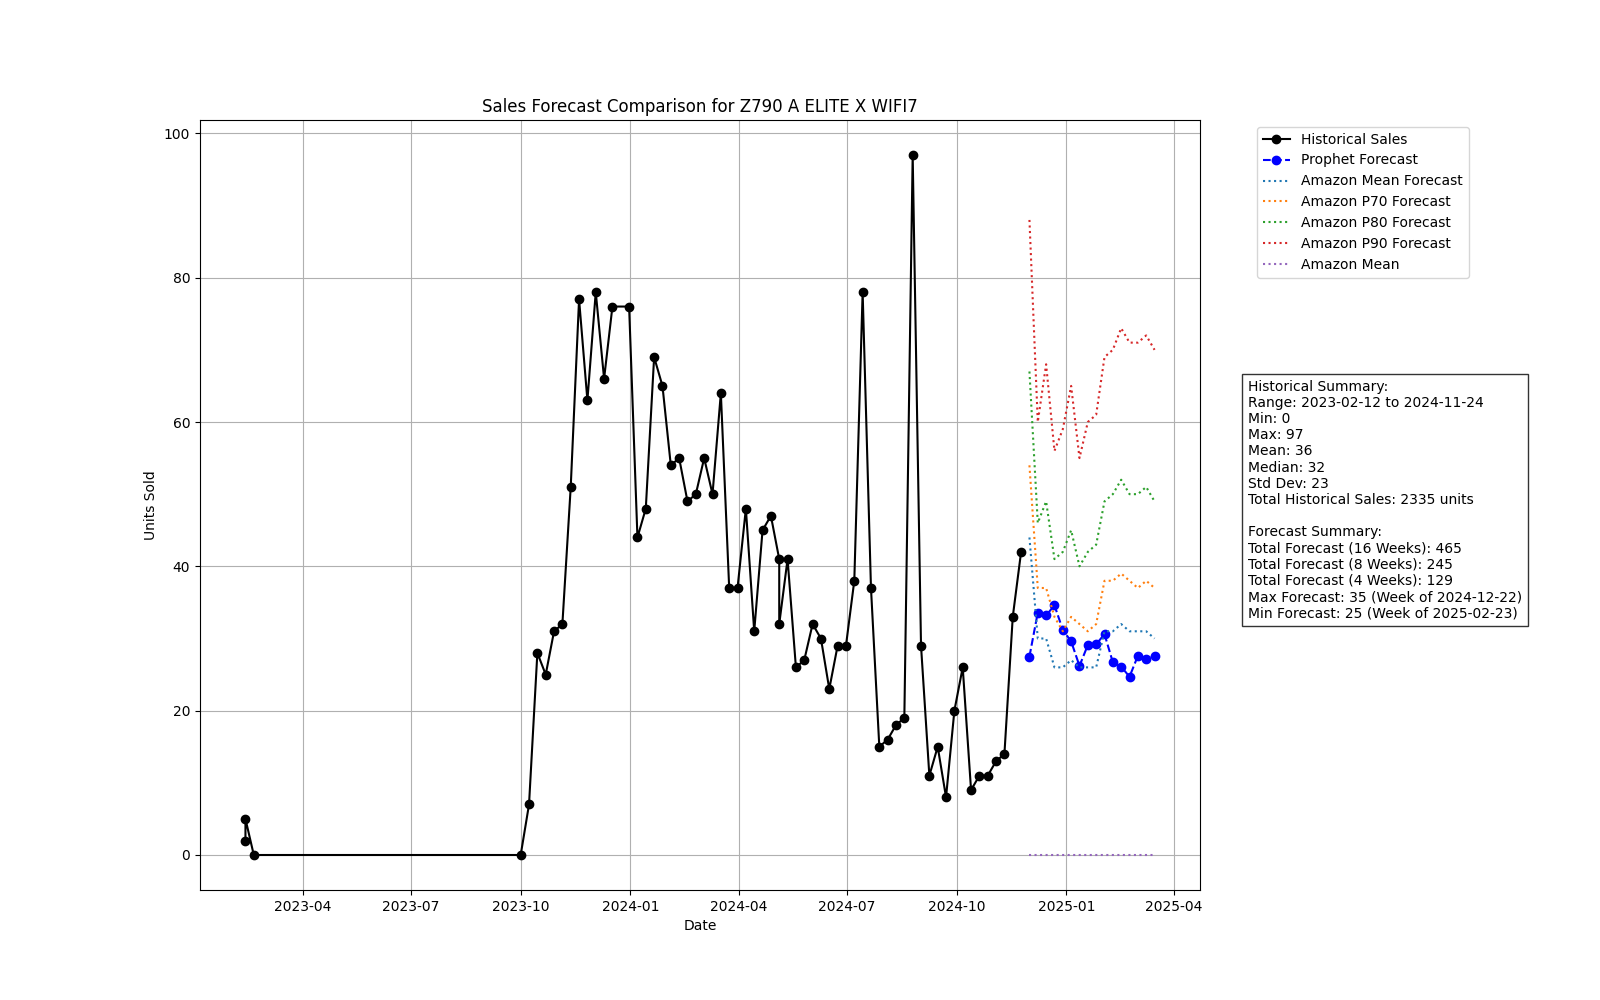 Sales Forecast Comparison for Z790 A ELITE X WIFI7
100
80
60
40
20
0
Units Sold
2023-04
2023-07
2023-10
2024-01
2024-04
2024-07
2024-10
2025-01
2025-04
Date
Historical Sales
Prophet Forecast
Amazon Mean Forecast
Amazon P70 Forecast
Amazon P80 Forecast
Amazon P90 Forecast
Amazon Mean
Historical Summary:
Range: 2023-02-12 to 2024-11-24
Min: 0
Max: 97
Mean: 36
Median: 32
Std Dev: 23
Total Historical Sales: 2335 units
Forecast Summary:
Total Forecast (16 Weeks): 465
Total Forecast (8 Weeks): 245
Total Forecast (4 Weeks): 129
Max Forecast: 35 (Week of 2024-12-22)
Min Forecast: 25 (Week of 2025-02-23)